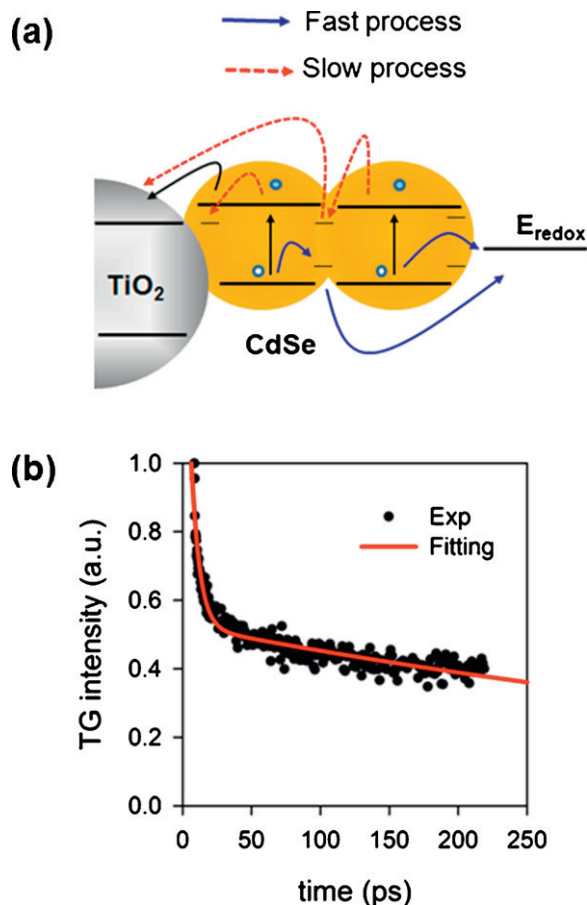 (a)
Fast process
Slow process
E_redox
TiO₂
CdSe
(b)
1.0
0.8
0.6
0.4
0.2
0.0
TG intensity (a.u.)
Exp
Fitting
0 50 100 150 200 250
time (ps)